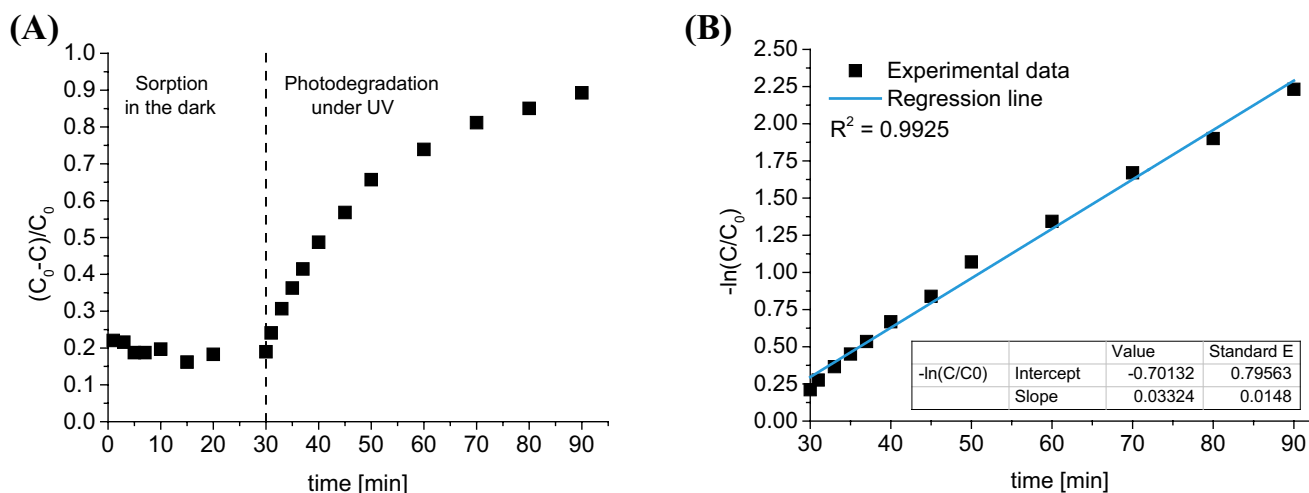 (A)
1.0
0.9
0.8
0.7
0.6
0.5
0.4
0.3
0.2
0.1
0.0
(C₀-C)/C₀
Sorption
in the dark
Photodegradation
under UV
0 10 20 30 40 50 60 70 80 90
time [min]
(B)
2.50
2.25
2.00
1.75
1.50
1.25
1.00
0.75
0.50
0.25
0.00
-ln(C/C₀)
Experimental data
Regression line
R² = 0.9925
Value Standard E
-ln(C/C0) Intercept -0.70132 0.79563
Slope 0.03324 0.0148
30 40 50 60 70 80 90
time [min]